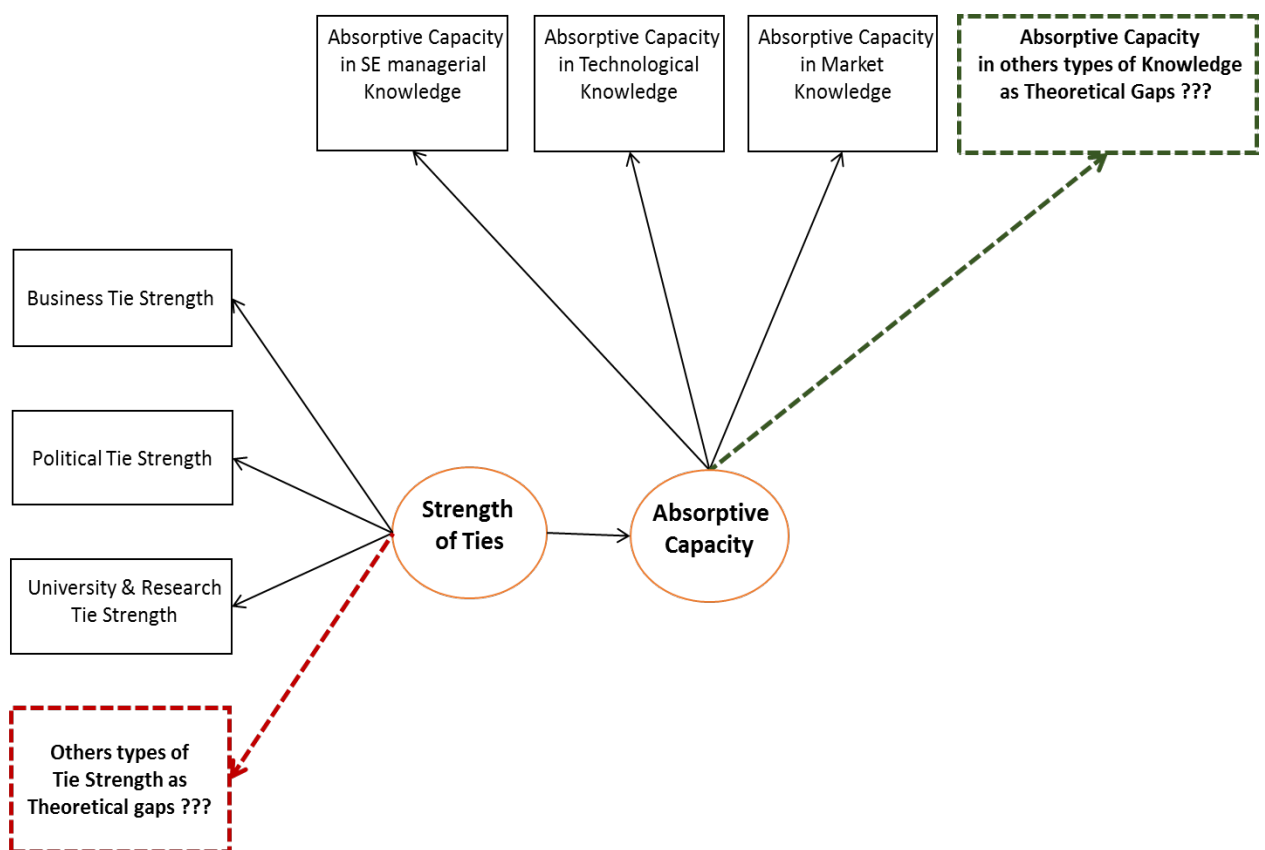 Absorptive Capacity
in SE managerial
Knowledge
Absorptive Capacity
in Technological
Knowledge
Absorptive Capacity
in Market
Knowledge
Absorptive Capacity
in others types of Knowledge
as Theoretical Gaps ???
Business Tie Strength
Political Tie Strength
University & Research
Tie Strength
Others types of
Tie Strength as
Theoretical gaps ???
Strength
of Ties
Absorptive
Capacity